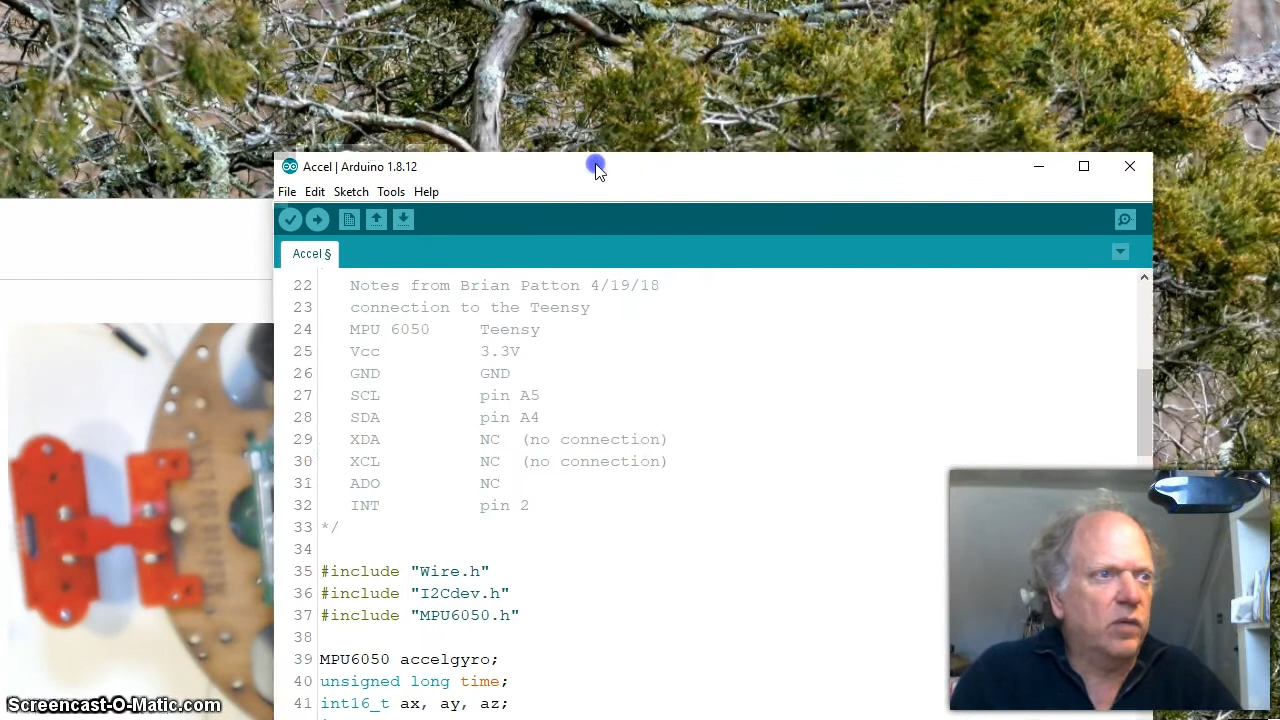 Accel | Arduino 1.8.12
File Edit Sketch Tools Help
Accel §
22 Notes from Brian Patton 4/19/18
23 connection to the Teensy
24 MPU 6050 Teensy
25 Vcc 3.3V
26 GND GND
27 SCL pin A5
28 SDA pin A4
29 XDA NC (no connection)
30 XCL NC (no connection)
31 ADO NC
32 INT pin 2
33 */
34
35 #include "Wire.h"
36 #include "I2Cdev.h"
37 #include "MPU6050.h"
38
39 MPU6050 accelgyro;
40 unsigned long time;
41 int16_t ax, ay, az;
Made in the USA
Screencast-O-Matic.com